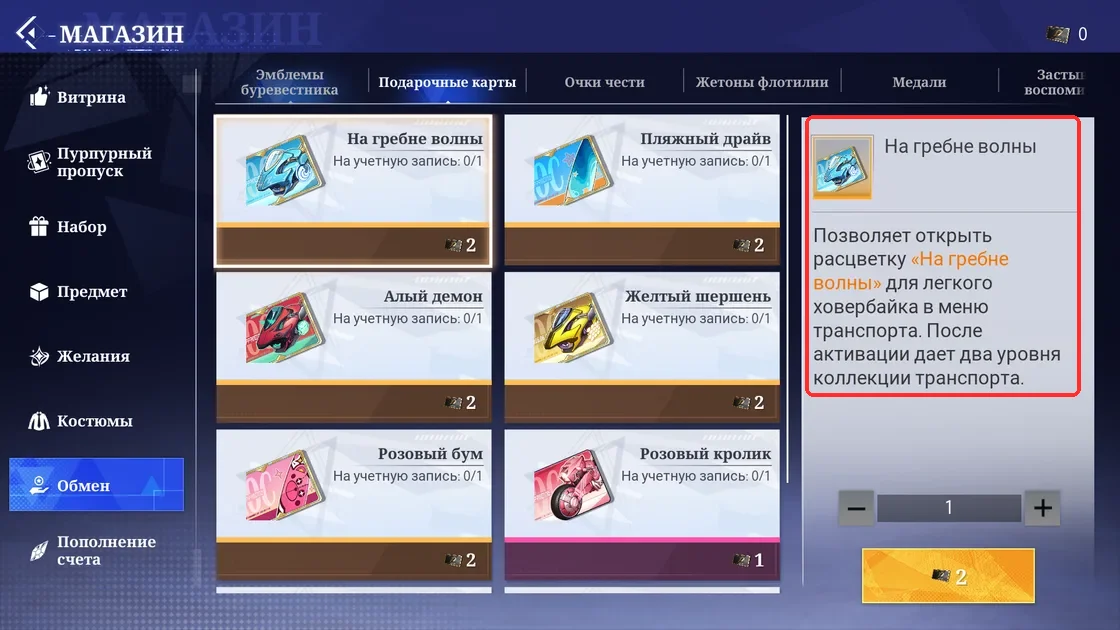 МАГАЗИН
0
Витрина
Пурпурный
пропуск
Набор
Предмет
Желания
Костюмы
Обмен
Пополнение
счета
Эмблемы
буревестника
Подарочные карты
Очки чести
Жетоны флотилии
Медали
Засты
воспоми
На гребне волны
На учетную запись: 0/1
2
Пляжный драйв
На учетную запись: 0/1
2
Алый демон
На учетную запись: 0/1
2
Желтый шершень
На учетную запись: 0/1
2
Розовый бум
На учетную запись: 0/1
2
Розовый кролик
На учетную запись: 0/1
1
На гребне волны
Позволяет открыть
расцветку «На гребне
волны» для легкого
ховербайка в меню
транспорта. После
активации дает два уровня
коллекции транспорта.
1
2